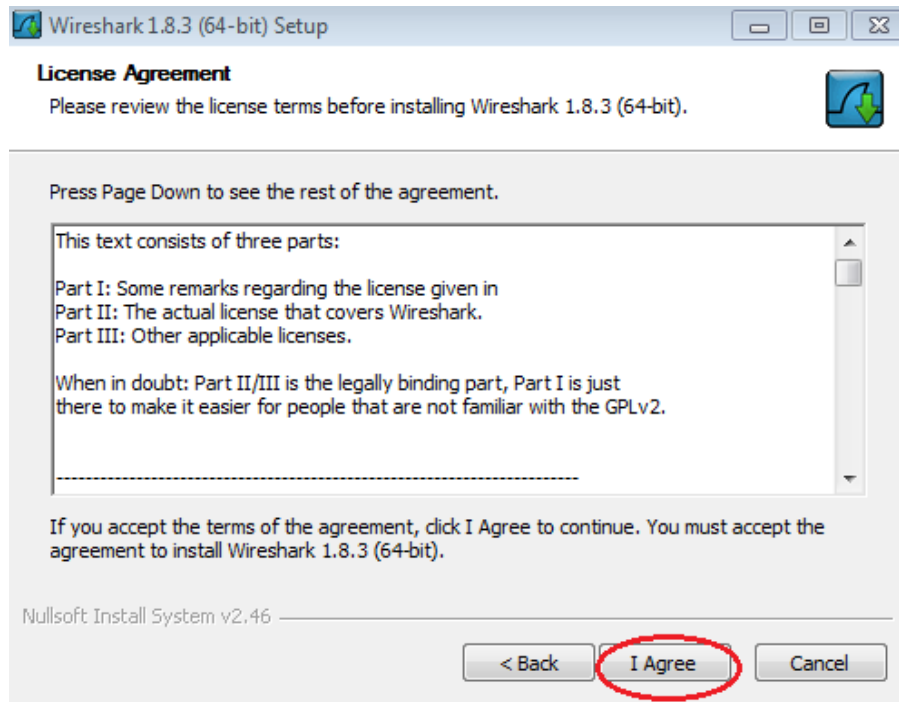 Wireshark 1.8.3 (64-bit) Setup
License Agreement
Please review the license terms before installing Wireshark 1.8.3 (64-bit).
Press Page Down to see the rest of the agreement.
This text consists of three parts:
Part I: Some remarks regarding the license given in
Part II: The actual license that covers Wireshark.
Part III: Other applicable licenses.
When in doubt: Part II/III is the legally binding part, Part I is just
there to make it easier for people that are not familiar with the GPLv2.
------------------------------------------------------------------------
If you accept the terms of the agreement, click I Agree to continue. You must accept the
agreement to install Wireshark 1.8.3 (64-bit).
Nullsoft Install System v2.46
< Back
I Agree
Cancel